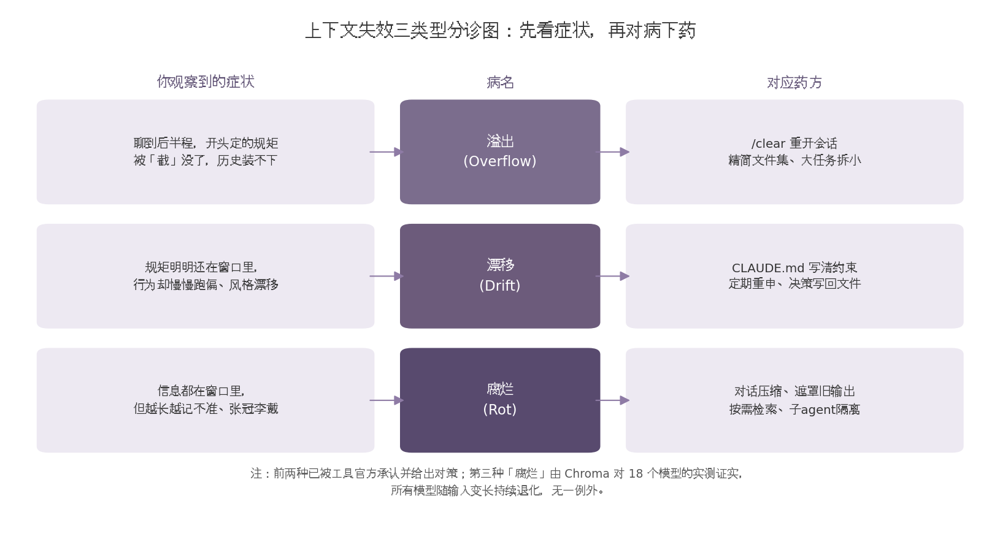 上下文失效三类型分诊图：先看症状，再对病下药
你观察到的症状
病名
对应药方
聊到后半程，开头定的规矩
被「截」没了，历史装不下
溢出
(Overflow)
/clear 重开会话
精简文件集、大任务拆小
规矩明明还在窗口里，
行为却慢慢跑偏、风格漂移
漂移
(Drift)
CLAUDE.md 写清约束
定期重申、决策写回文件
信息都在窗口里，
但越长越记不准、张冠李戴
腐烂
(Rot)
对话压缩、遮罩旧输出
按需检索、子agent隔离
注：前两种已被工具官方承认并给出对策；第三种「腐烂」由 Chroma 对 18 个模型的实测证实，
所有模型随输入变长持续退化，无一例外。